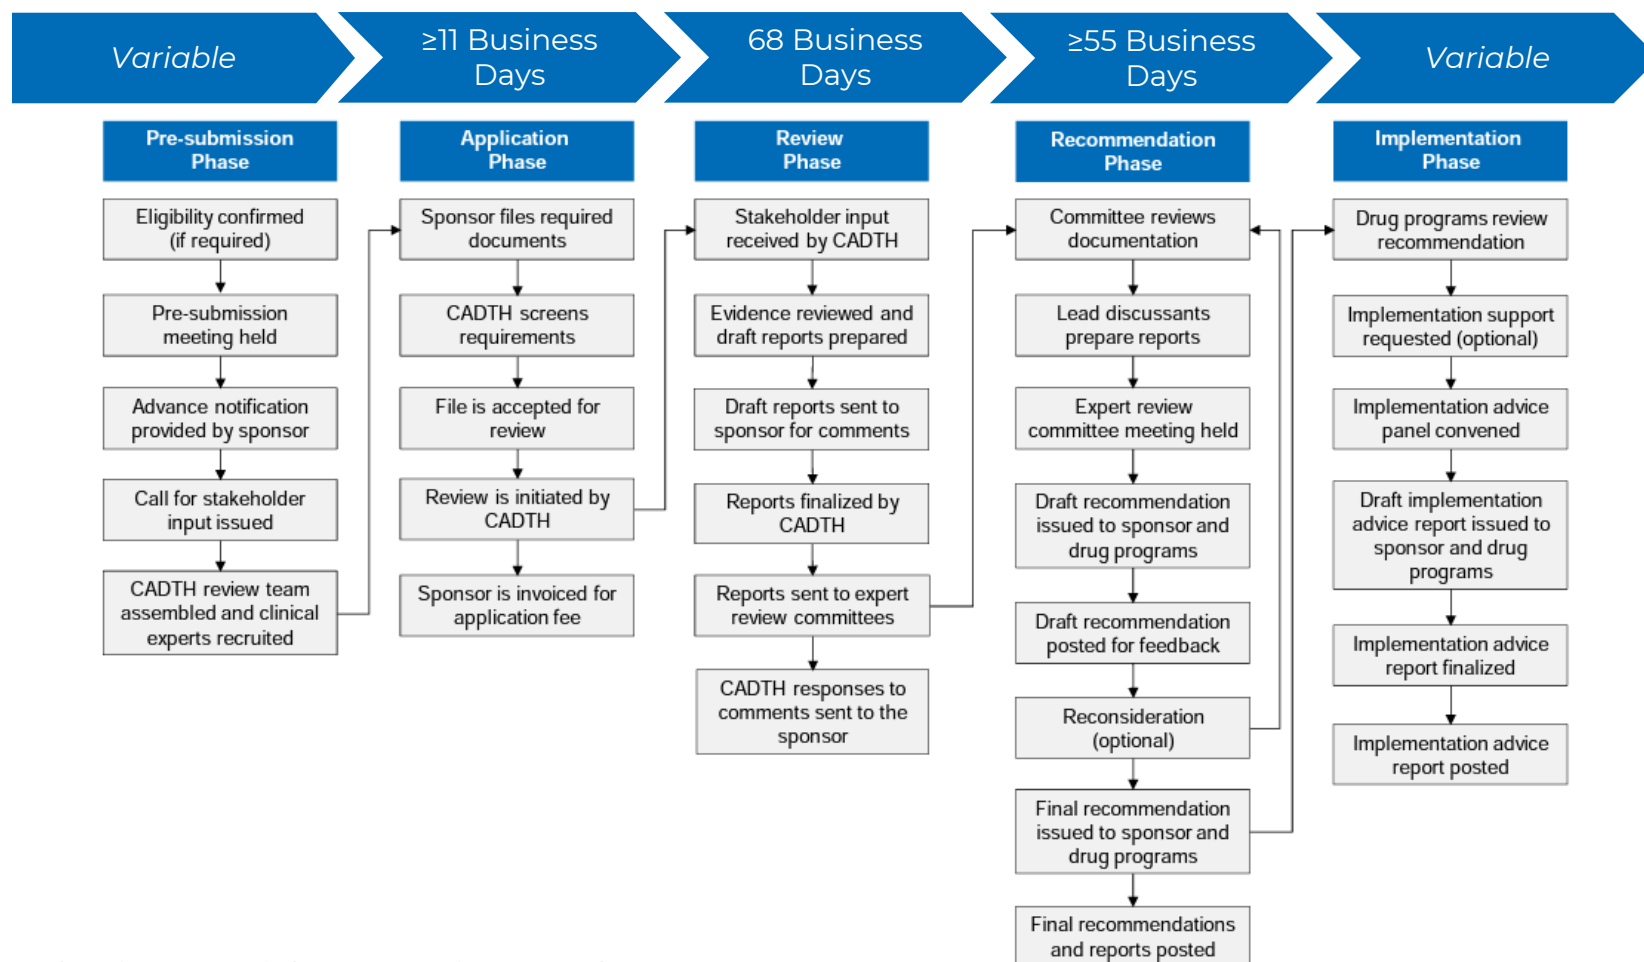 Variable
≥11 Business
Days
68 Business
Days
≥55 Business
Days
Variable
Pre-submission
Phase
Eligibility confirmed
(if required)
Pre-submission
meeting held
Advance notification
provided by sponsor
Call for stakeholder
input issued
CADTH review team
assembled and clinical
experts recruited
Application
Phase
Sponsor files required
documents
CADTH screens
requirements
File is accepted for
review
Review is initiated by
CADTH
Sponsor is invoiced for
application fee
Review
Phase
Stakeholder input
received by CADTH
Evidence reviewed and
draft reports prepared
Draft reports sent to
sponsor for comments
Reports finalized by
CADTH
Reports sent to expert
review committees
CADTH responses to
comments sent to the
sponsor
Recommendation
Phase
Committee reviews
documentation
Lead discussants
prepare reports
Expert review
committee meeting held
Draft recommendation
issued to sponsor and
drug programs
Draft recommendation
posted for feedback
Reconsideration
(optional)
Final recommendation
issued to sponsor and
drug programs
Final recommendations
and reports posted
Implementation
Phase
Drug programs review
recommendation
Implementation support
requested (optional)
Implementation advice
panel convened
Draft implementation
advice report issued to
sponsor and drug
programs
Implementation advice
report finalized
Implementation advice
report posted